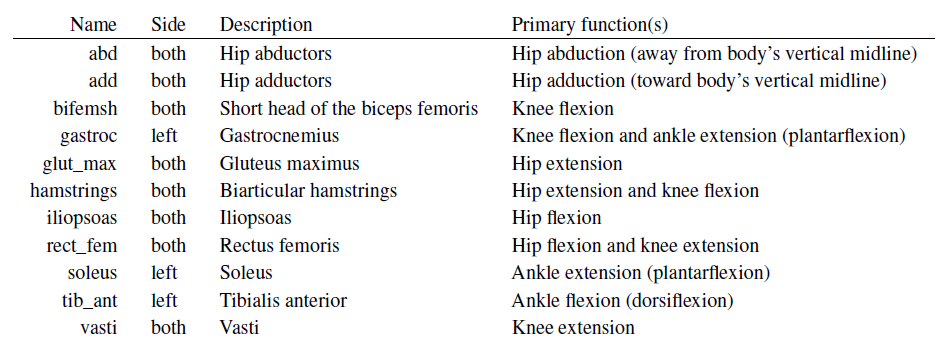 Name Side Description Primary function(s)
abd both Hip abductors Hip abduction (away from body's vertical midline)
add both Hip adductors Hip adduction (toward body's vertical midline)
bifemsh both Short head of the biceps femoris Knee flexion
gastroc left Gastrocnemius Knee flexion and ankle extension (plantarflexion)
glut_max both Gluteus maximus Hip extension
hamstrings both Biarticular hamstrings Hip extension and knee flexion
iliopsoas both Iliopsoas Hip flexion
rect_fem both Rectus femoris Hip flexion and knee extension
soleus left Soleus Ankle extension (plantarflexion)
tib_ant left Tibialis anterior Ankle flexion (dorsiflexion)
vasti both Vasti Knee extension